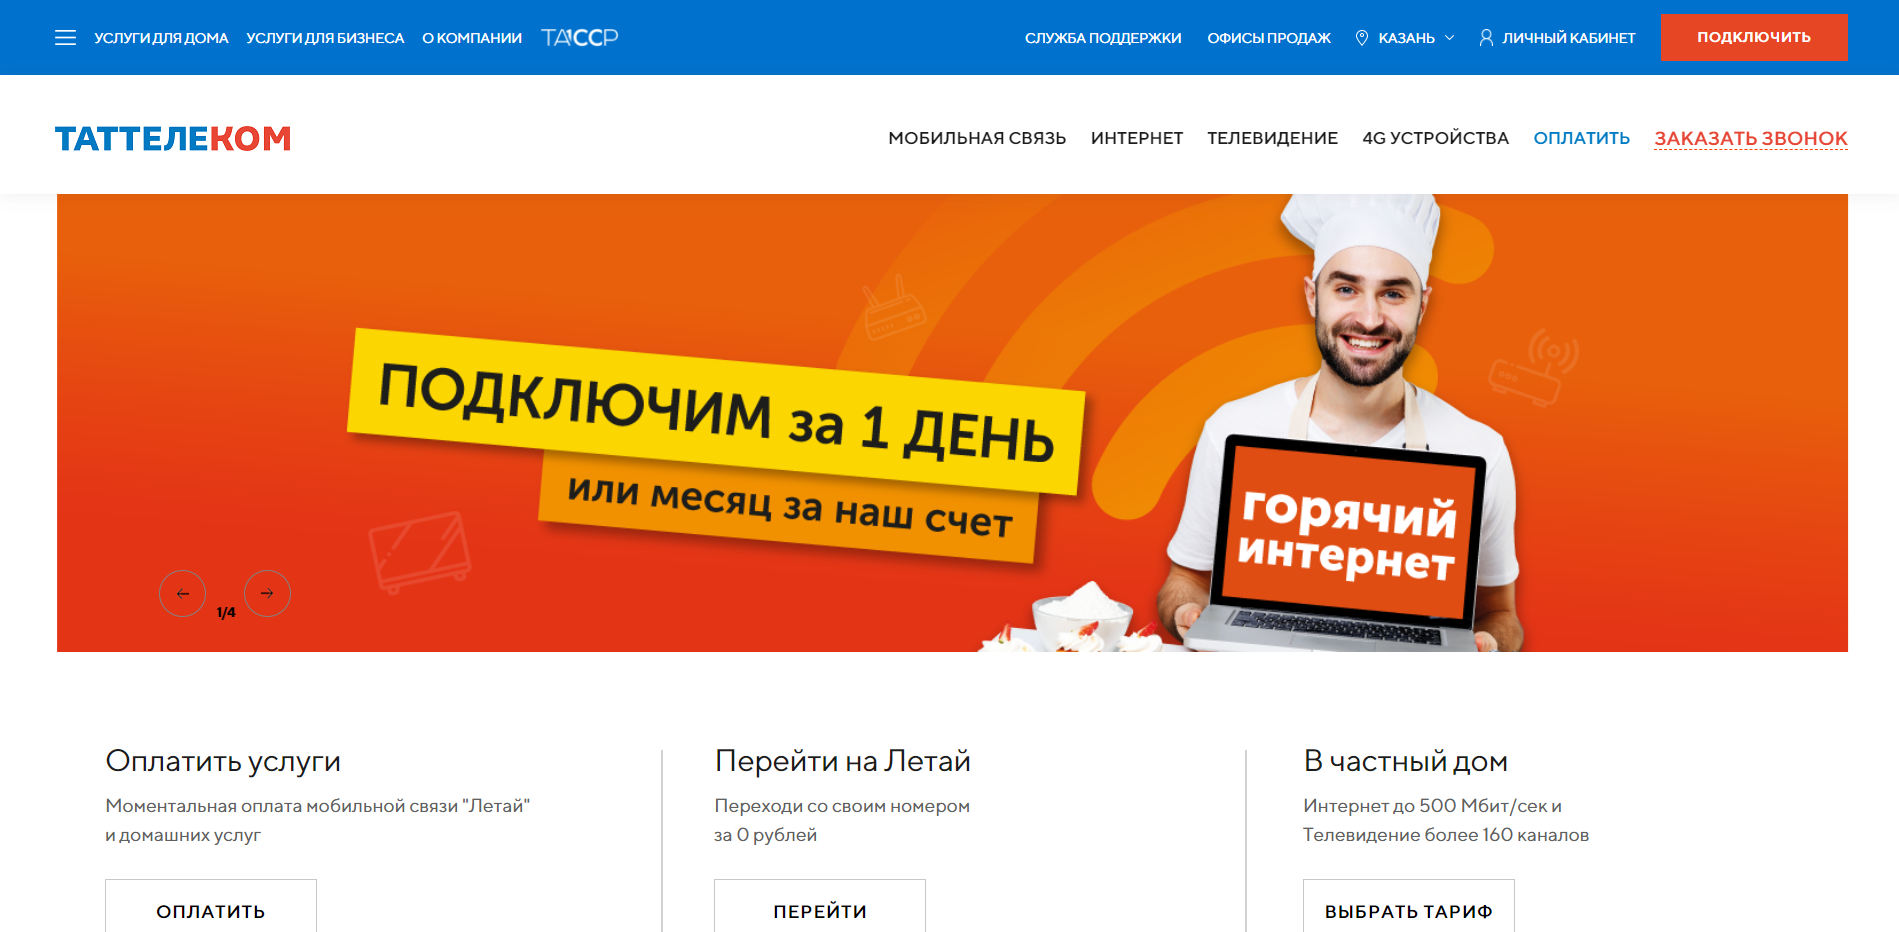 УСЛУГИ ДЛЯ ДОМА УСЛУГИ ДЛЯ БИЗНЕСА О КОМПАНИИ ТАССР СЛУЖБА ПОДДЕРЖКИ ОФИСЫ ПРОДАЖ КАЗАНЬ ЛИЧНЫЙ КАБИНЕТ ПОДКЛЮЧИТЬ
ТАТТЕЛЕКОМ МОБИЛЬНАЯ СВЯЗЬ ИНТЕРНЕТ ТЕЛЕВИДЕНИЕ 4G УСТРОЙСТВА ОПЛАТИТЬ ЗАКАЗАТЬ ЗВОНОК
ПОДКЛЮЧИМ за 1 ДЕНЬ
или месяц за наш счет
горячий
интернет
1/4
Оплатить услуги
Моментальная оплата мобильной связи "Летай"
и домашних услуг
ОПЛАТИТЬ
Перейти на Летай
Переходи со своим номером
за 0 рублей
ПЕРЕЙТИ
В частный дом
Интернет до 500 Мбит/сек и
Телевидение более 160 каналов
ВЫБРАТЬ ТАРИФ